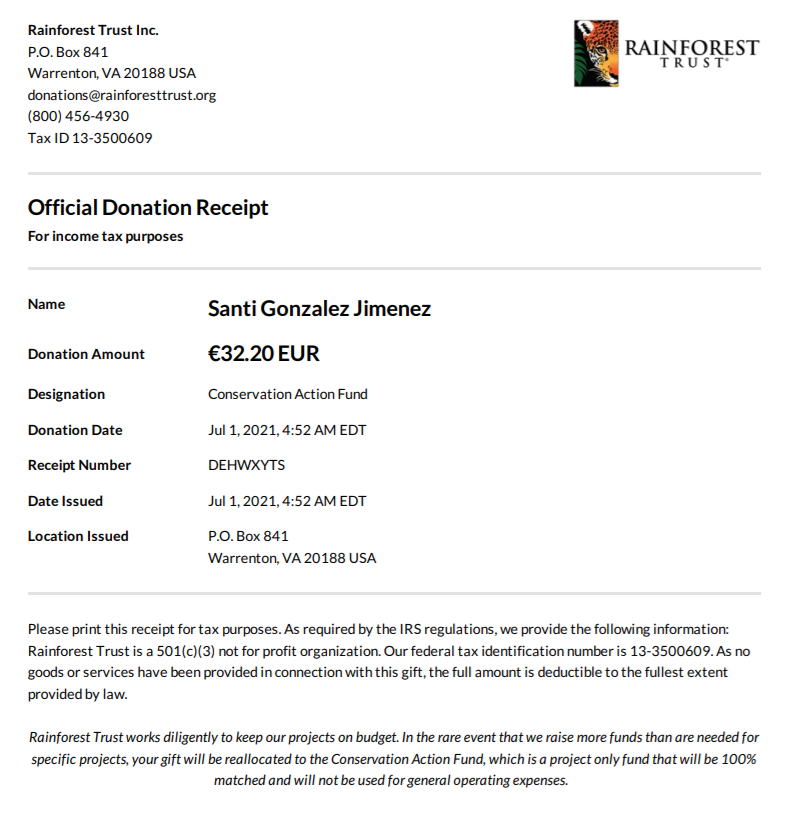 Rainforest Trust Inc.
P.O. Box 841
Warrenton, VA 20188 USA
donations@rainforesttrust.org
(800) 456-4930
Tax ID 13-3500609
RAINFOREST
TRUST®
Official Donation Receipt
For income tax purposes
Name Santi Gonzalez Jimenez
Donation Amount €32.20 EUR
Designation Conservation Action Fund
Donation Date Jul 1, 2021, 4:52 AM EDT
Receipt Number DEHWXYTS
Date Issued Jul 1, 2021, 4:52 AM EDT
Location Issued P.O. Box 841
Warrenton, VA 20188 USA
Please print this receipt for tax purposes. As required by the IRS regulations, we provide the following information:
Rainforest Trust is a 501(c)(3) not for profit organization. Our federal tax identification number is 13-3500609. As no
goods or services have been provided in connection with this gift, the full amount is deductible to the fullest extent
provided by law.
Rainforest Trust works diligently to keep our projects on budget. In the rare event that we raise more funds than are needed for
specific projects, your gift will be reallocated to the Conservation Action Fund, which is a project only fund that will be 100%
matched and will not be used for general operating expenses.